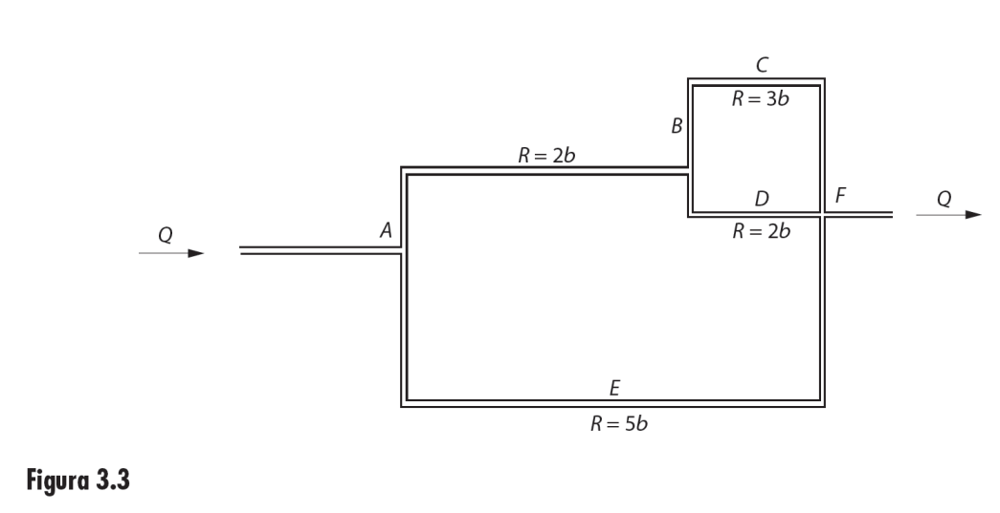 C
R = 3b
B
R = 2b
D
F
Q
A
Q
R = 2b
E
R = 5b
Figura 3.3